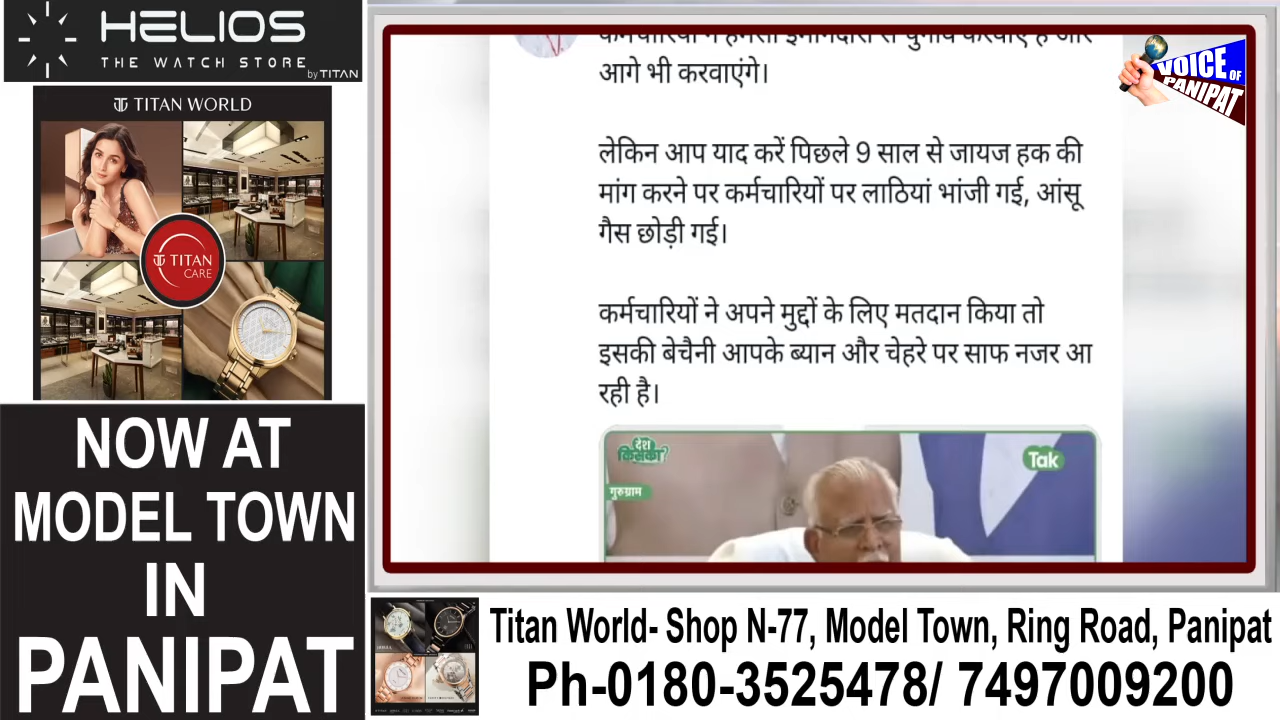 HELIOS
THE WATCH STORE
by TITAN
TITAN WORLD
TITAN
CARE
NOW AT
MODEL TOWN
IN
PANIPAT
आगे भी करवाएंगे।
लेकिन आप याद करें पिछले 9 साल से जायज हक की
मांग करने पर कर्मचारियों पर लाठियां भांजी गई, आंसू
गैस छोड़ी गई।
कर्मचारियों ने अपने मुद्दों के लिए मतदान किया तो
इसकी बेचैनी आपके ब्यान और चेहरे पर साफ नजर आ
रही है।
देश
किसका?
Tak
गुरुग्राम
VOICE OF
PANIPAT
Titan World- Shop N-77, Model Town, Ring Road, Panipat
Ph-0180-3525478/ 7497009200